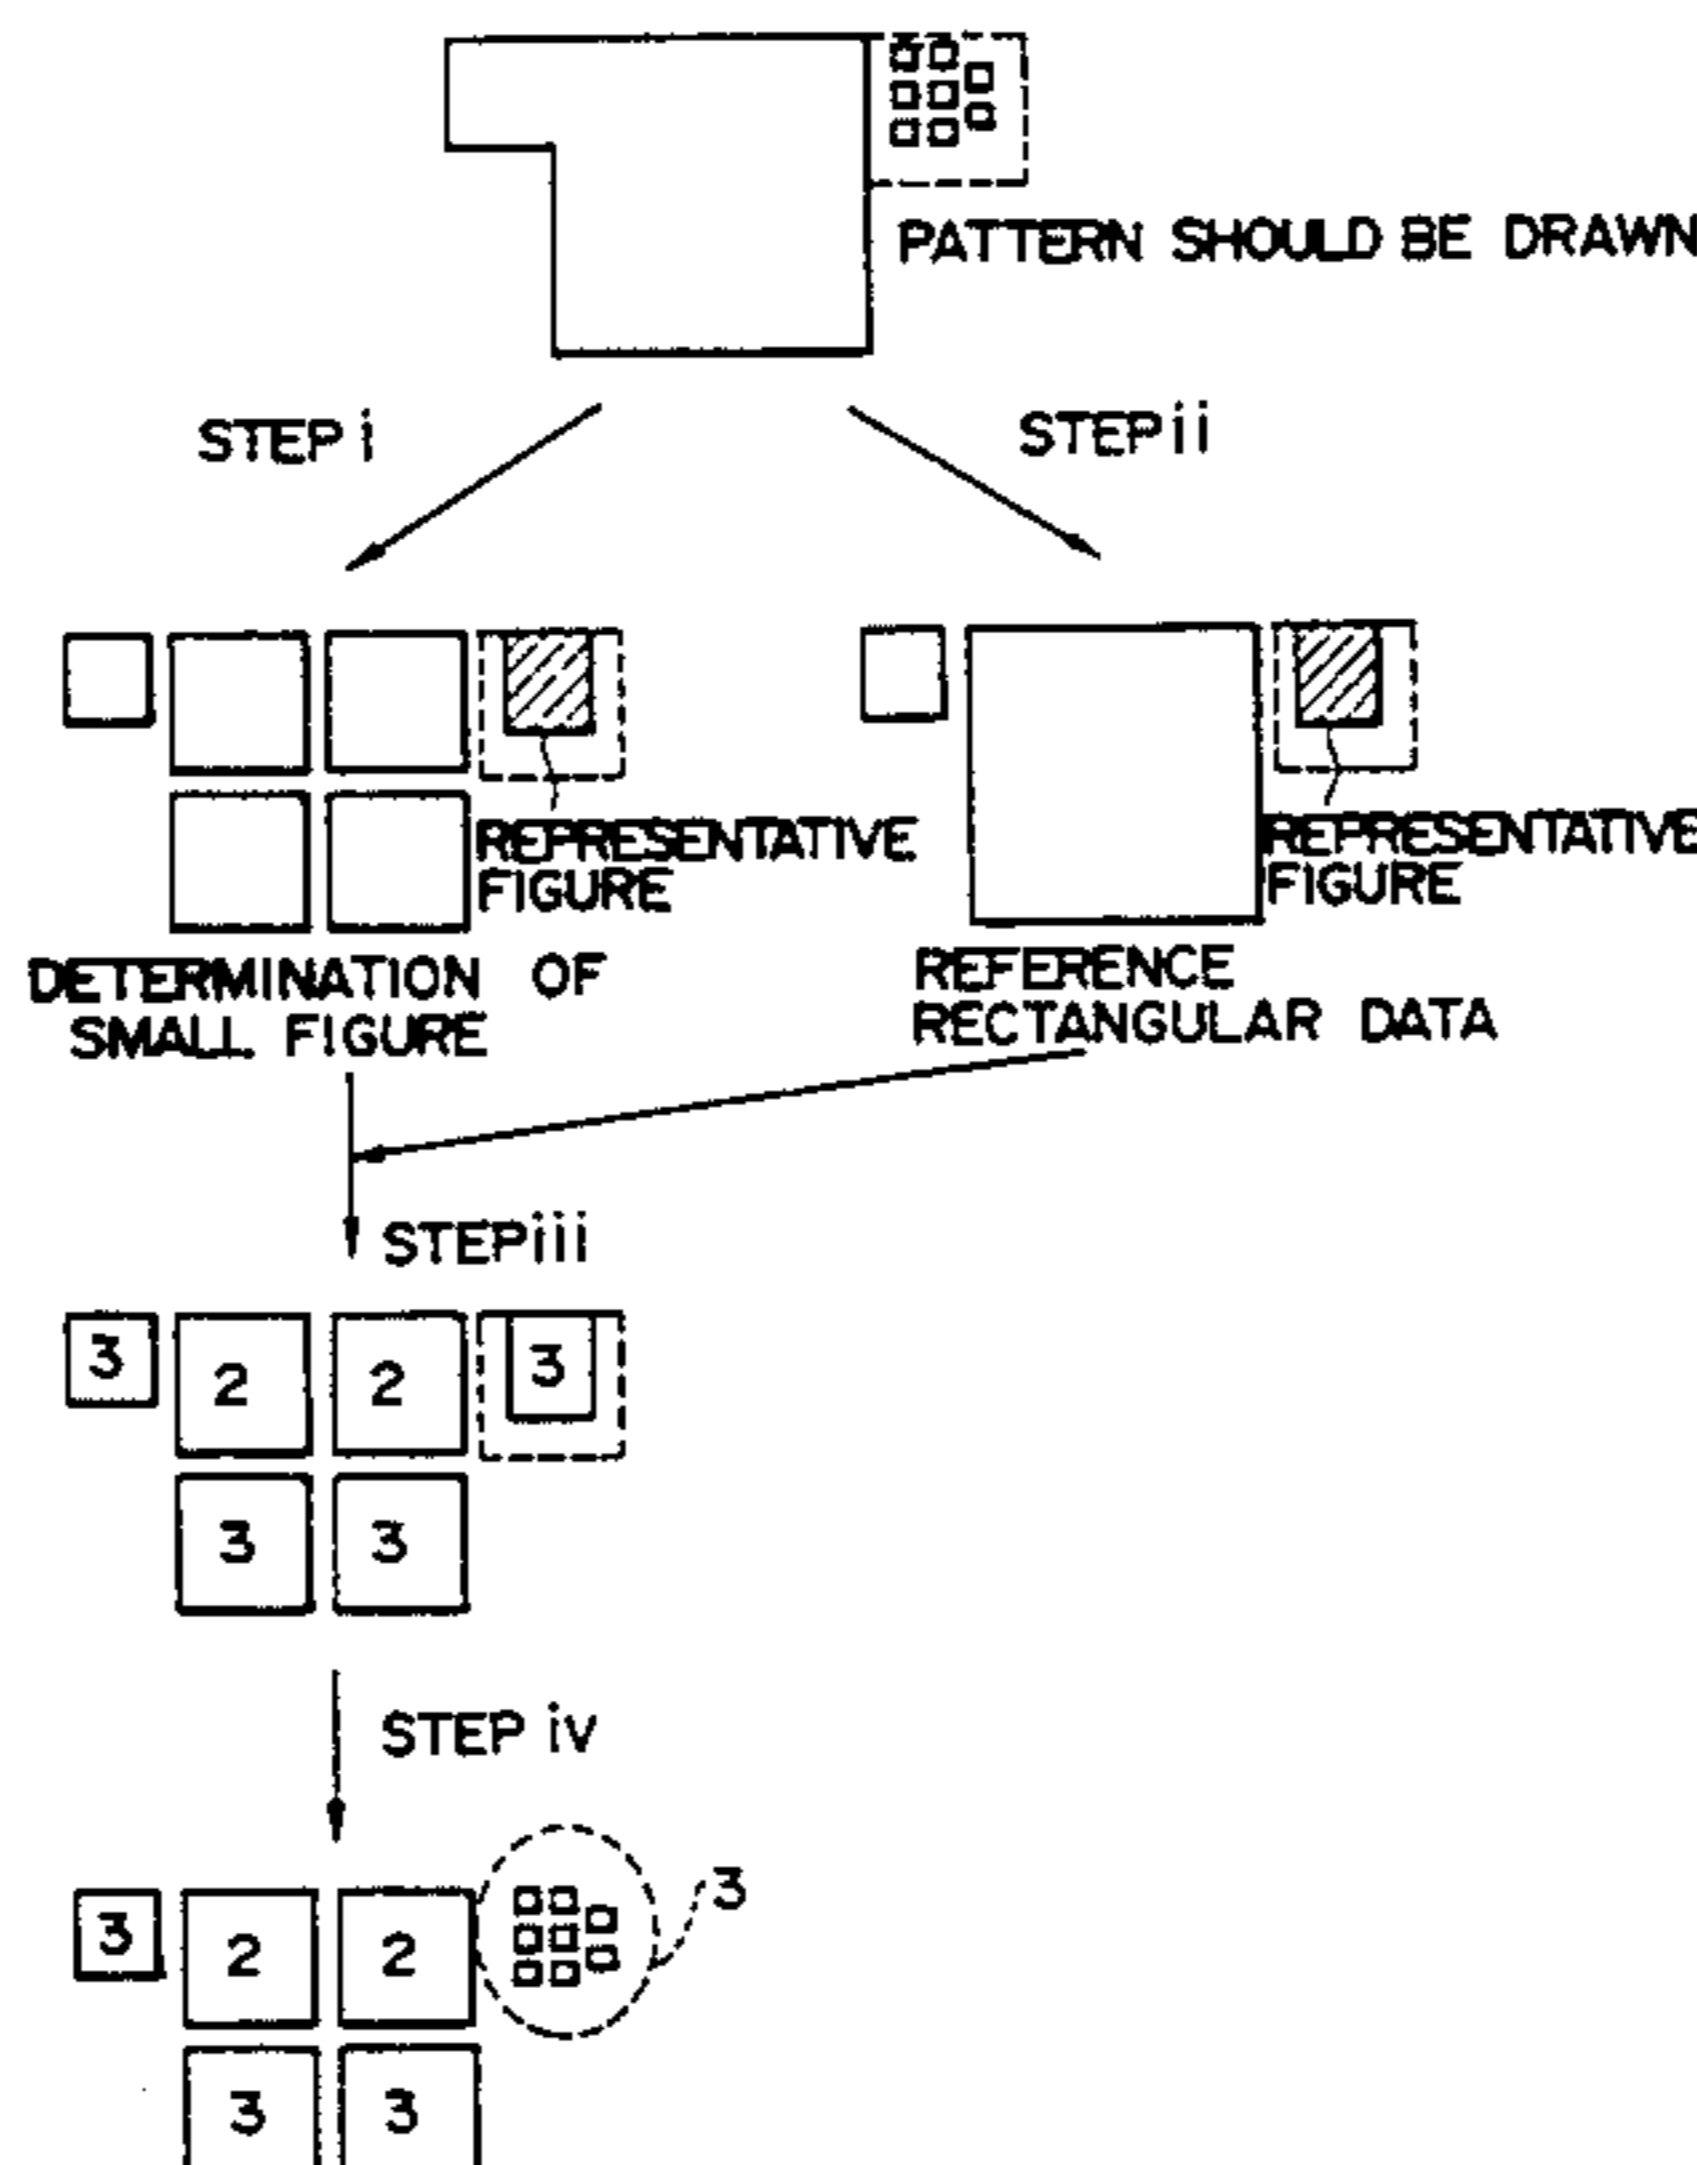 PATTERN SHOULD BE DRAWN
STEP i
STEP ii
REPRESENTATIVE
FIGURE
REPRESENTATIVE
FIGURE
DETERMINATION OF
SMALL FIGURE
REFERENCE
RECTANGULAR DATA
STEP iii
3 2 2 3
3 3
STEP iv
3 2 2 3
3 3